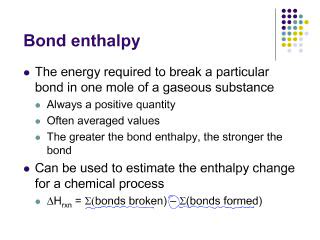 Bond enthalpy
● The energy required to break a particular
bond in one mole of a gaseous substance
● Always a positive quantity
● Often averaged values
● The greater the bond enthalpy, the stronger the
bond
● Can be used to estimate the enthalpy change
for a chemical process
● ΔHrxn = Σ(bonds broken) – Σ(bonds formed)